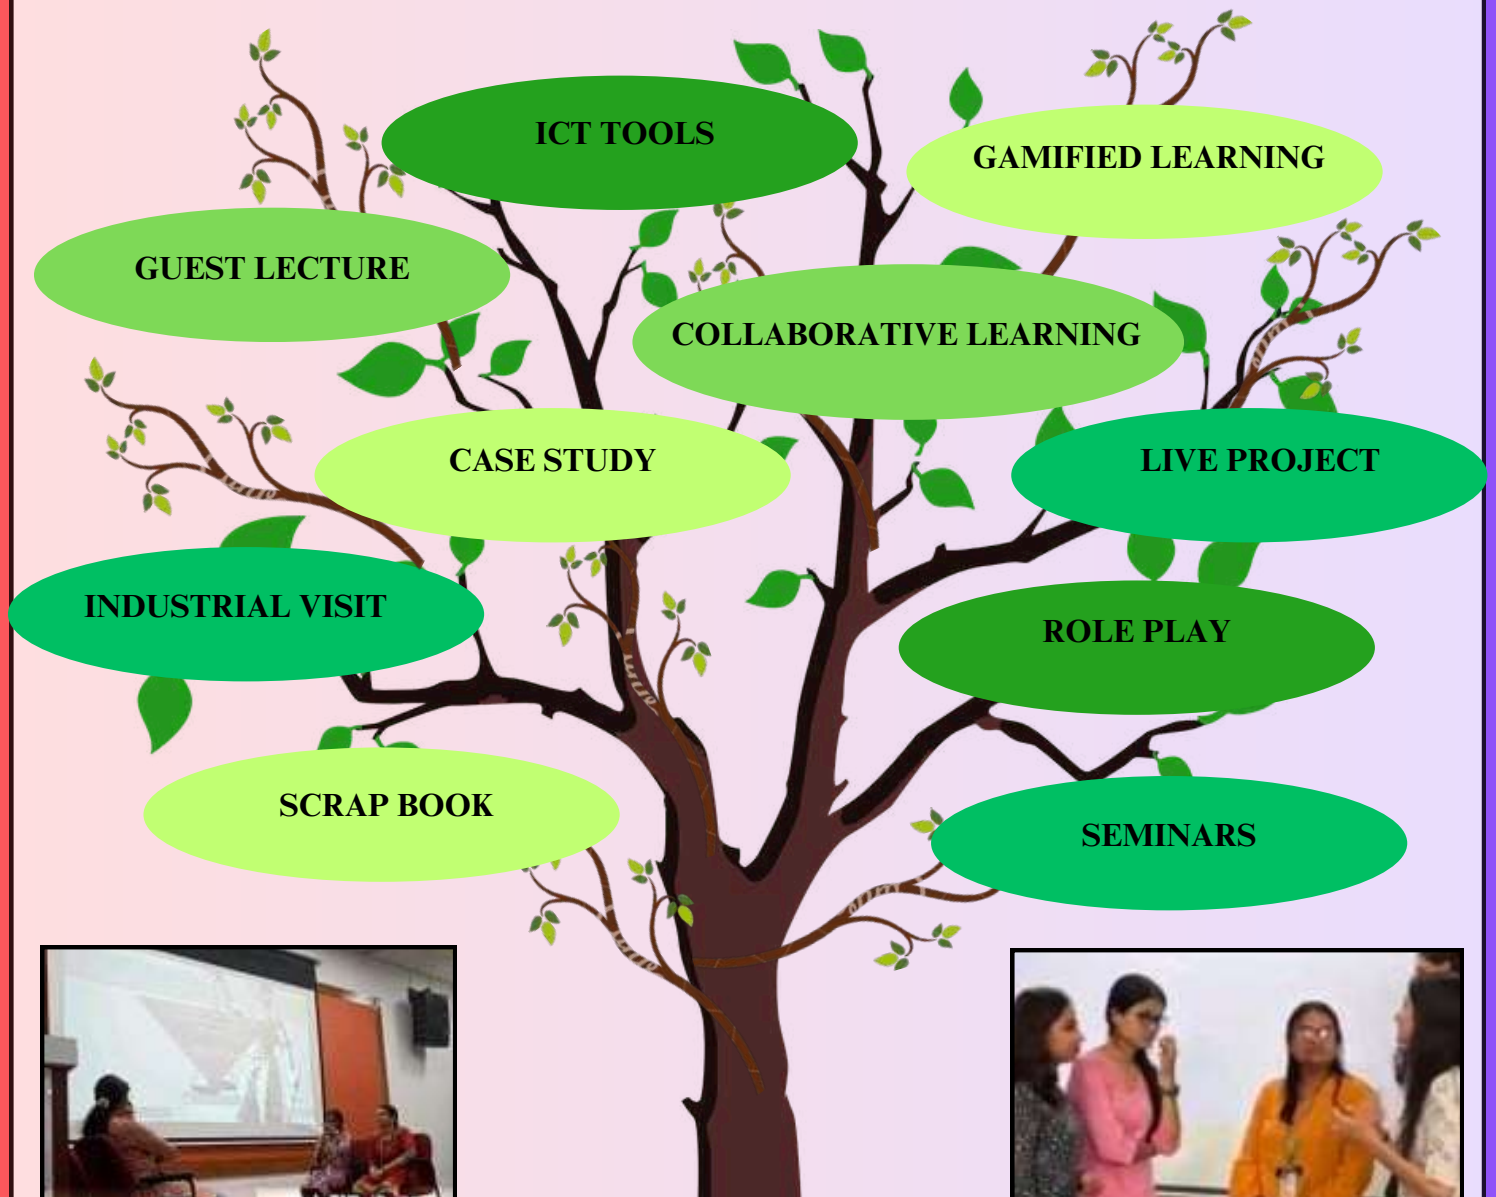 ICT TOOLS
GAMIFIED LEARNING
GUEST LECTURE
COLLABORATIVE LEARNING
CASE STUDY
LIVE PROJECT
INDUSTRIAL VISIT
ROLE PLAY
SCRAP BOOK
SEMINARS